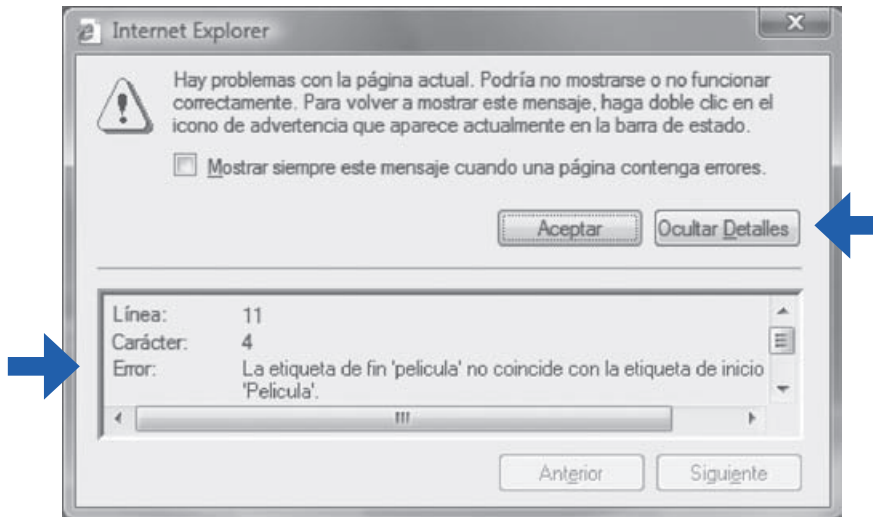 Internet Explorer
Hay problemas con la página actual. Podría no mostrarse o no funcionar
correctamente. Para volver a mostrar este mensaje, haga doble clic en el
icono de advertencia que aparece actualmente en la barra de estado.
Mostrar siempre este mensaje cuando una página contenga errores.
Aceptar Ocultar Detalles
Línea: 11
Carácter: 4
Error: La etiqueta de fin 'pelicula' no coincide con la etiqueta de inicio
'Pelicula'.
Anterior Siguiente